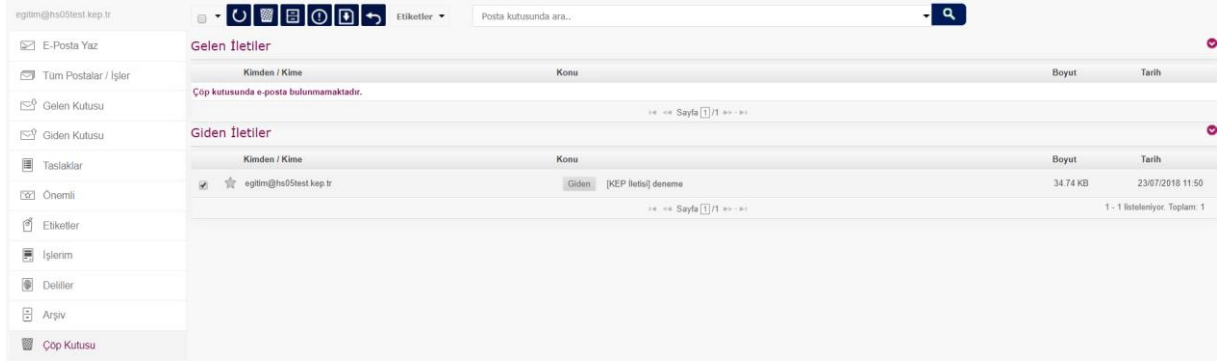 egitim@hs05test.kep.tr
Etiketler
Posta kutusunda ara..
E-Posta Yaz
Tüm Postalar / İşler
Gelen Kutusu
Giden Kutusu
Taslaklar
Önemli
Etiketler
İşlerim
Deliller
Arşiv
Çöp Kutusu
Gelen İletiler
Kimden / Kime Konu Boyut Tarih
Çöp kutusunda e-posta bulunmamaktadır.
Sayfa 1 /1
Giden İletiler
Kimden / Kime Konu Boyut Tarih
egitim@hs05test.kep.tr Giden [KEP İletisi] deneme 34.74 KB 23/07/2018 11:50
Sayfa 1 /1 1 - 1 listeleniyor. Toplam: 1